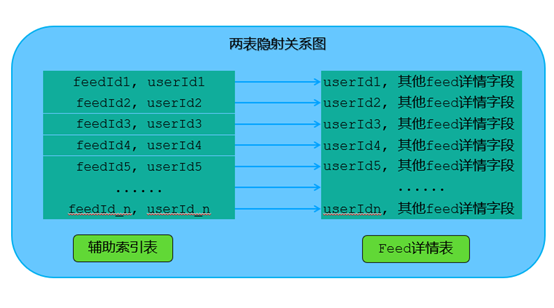 两表隐射关系图
feedId1, userId1 userId1, 其他feed详情字段
feedId2, userId2 userId2, 其他feed详情字段
feedId3, userId3 userId3, 其他feed详情字段
feedId4, userId4 userId4, 其他feed详情字段
feedId5, userId5 userId5, 其他feed详情字段
...... ......
feedId_n, userId_n userIdn, 其他feed详情字段
辅助索引表 Feed详情表